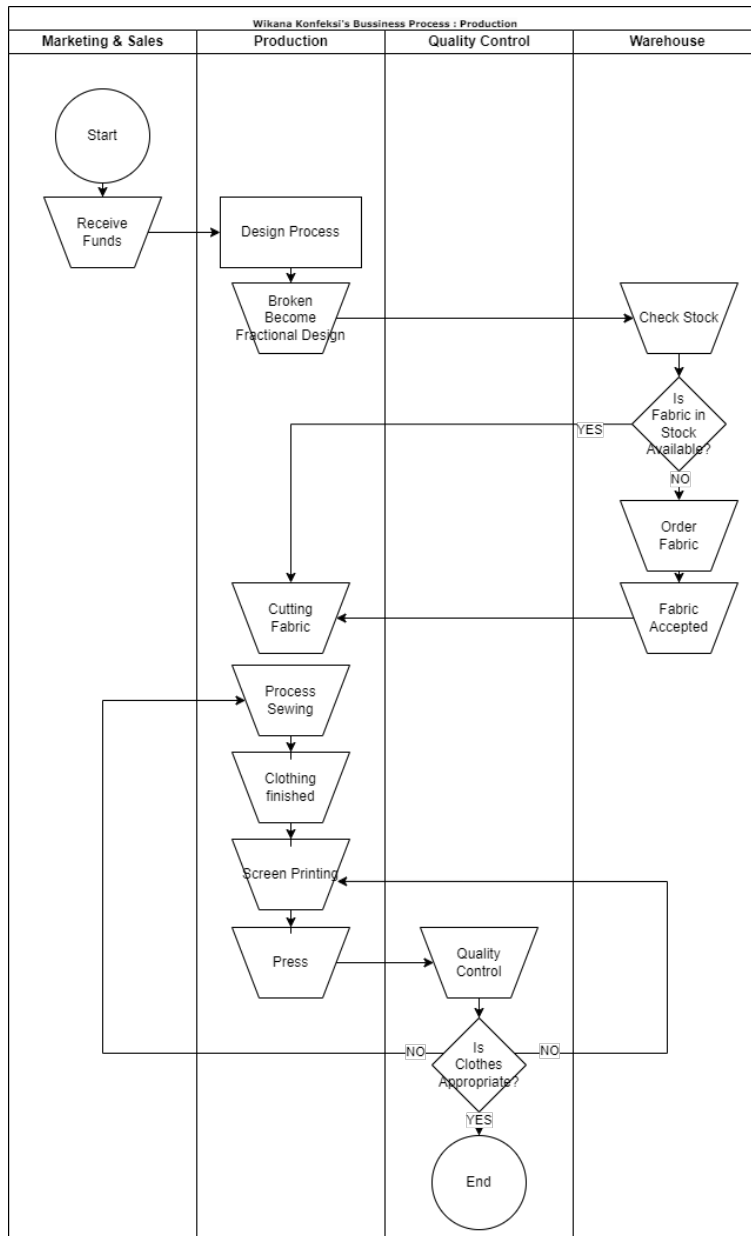 Wikana Konfeksi's Bussiness Process : Production
Marketing & Sales
Production
Quality Control
Warehouse
Start
Receive
Funds
Design Process
Broken
Become
Fractional Design
Check Stock
Is
Fabric in
Stock
Available?
YES
NO
Order
Fabric
Cutting
Fabric
Fabric
Accepted
Process
Sewing
Clothing
finished
Screen Printing
Press
Quality
Control
Is
Clothes
Appropriate?
NO
NO
YES
End